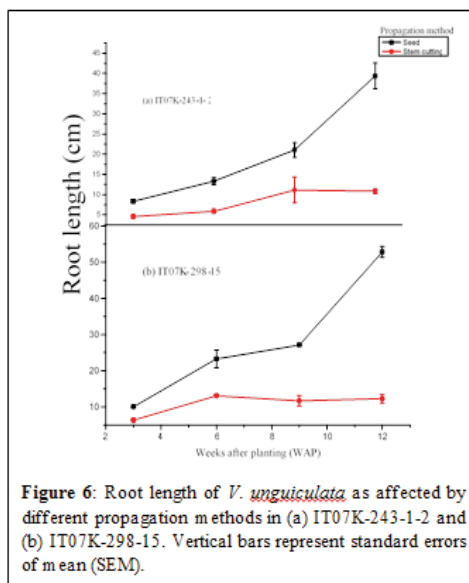 Propagation method
Seed
Stem cutting
(a) IT07K-243-1-2
45
40
35
30
25
20
15
10
5
Root length (cm)
60
50
40
30
20
10
(b) IT07K-298-15
2 4 6 8 10 12
Weeks after planting (WAP)
Figure 6: Root length of V. unguiculata as affected by
different propagation methods in (a) IT07K-243-1-2 and
(b) IT07K-298-15. Vertical bars represent standard errors
of mean (SEM).